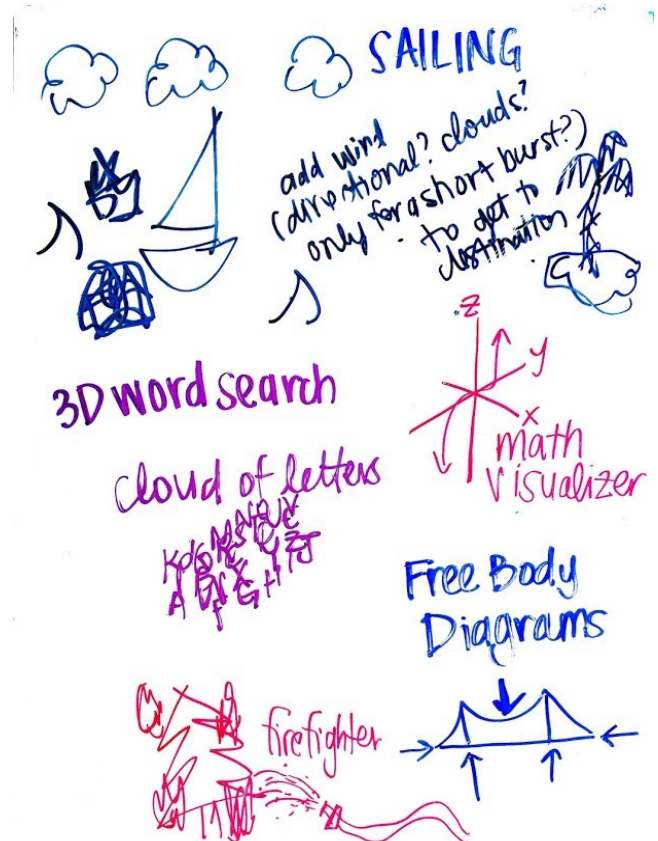 SAILING
add wind
(directional? clouds?
only for a short burst?)
to get to
destination
3D word search
cloud of letters
z
y
x
math
visualizer
Free Body
Diagrams
firefighter